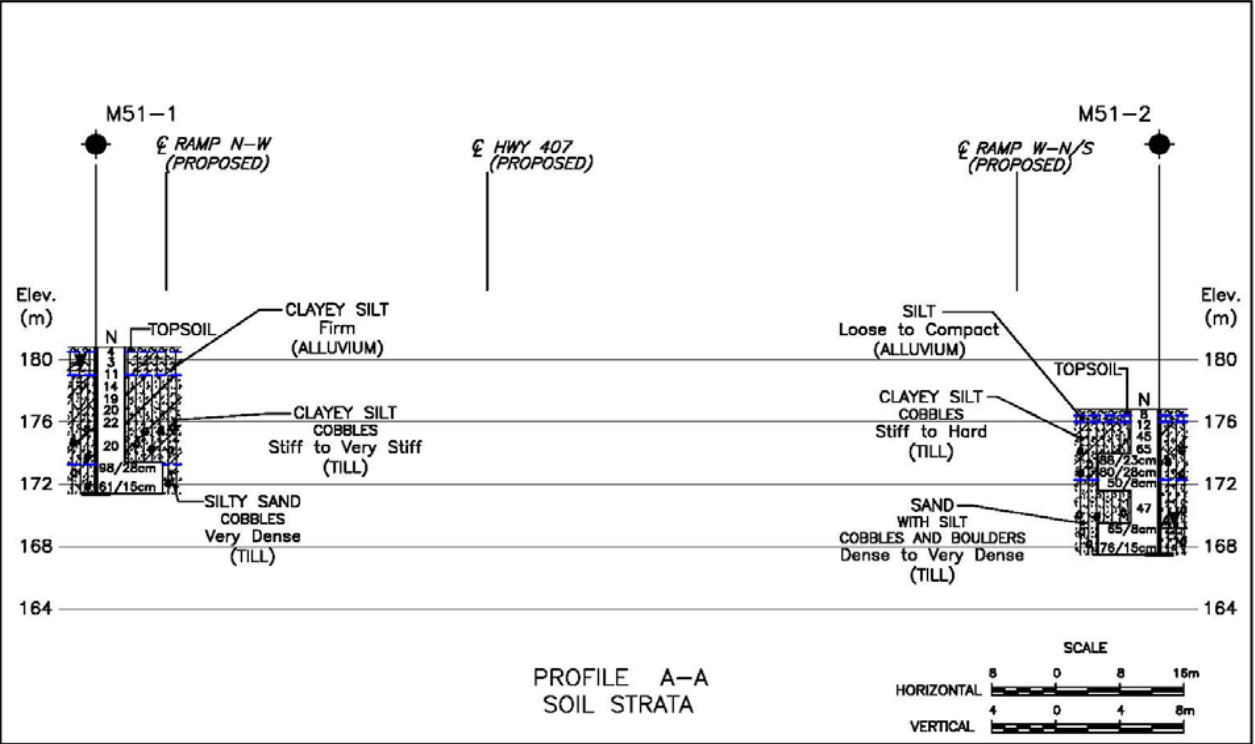 M51-1
M51-2
℄ RAMP N-W
(PROPOSED)
℄ HWY 407
(PROPOSED)
℄ RAMP W-N/S
(PROPOSED)
Elev.
(m)
Elev.
(m)
180
176
172
168
164
180
176
172
168
164
TOPSOIL
CLAYEY SILT
Firm
(ALLUVIUM)
CLAYEY SILT
COBBLES
Stiff to Very Stiff
(TILL)
SILTY SAND
COBBLES
Very Dense
(TILL)
N
4
3
11
14
19
20
22
20
98/28cm
61/15cm
SILT
Loose to Compact
(ALLUVIUM)
TOPSOIL
CLAYEY SILT
COBBLES
Stiff to Hard
(TILL)
SAND
WITH SILT
COBBLES AND BOULDERS
Dense to Very Dense
(TILL)
N
8
12
45
65
88/23cm
80/28cm
50/8cm
47
65/8cm
76/15cm
PROFILE A-A
SOIL STRATA
SCALE
8 0 8 16m
HORIZONTAL
4 0 4 8m
VERTICAL